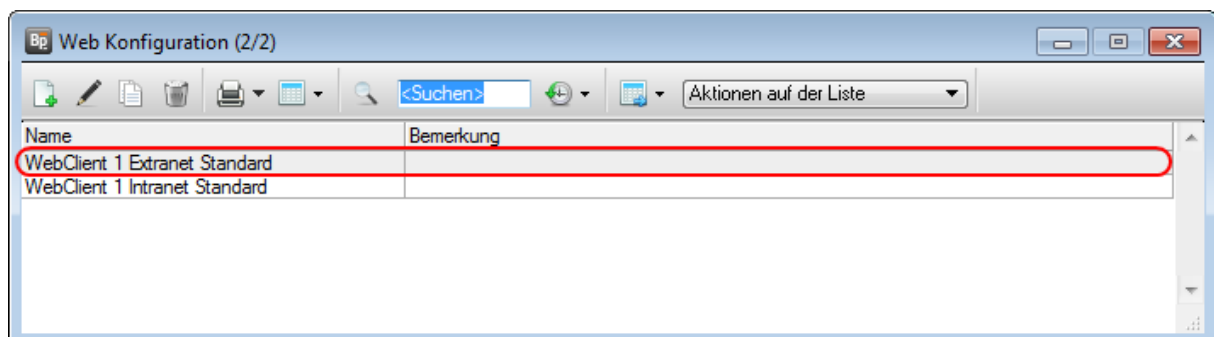 Bp Web Konfiguration (2/2)
<Suchen> Aktionen auf der Liste
Name Bemerkung
WebClient 1 Extranet Standard
WebClient 1 Intranet Standard